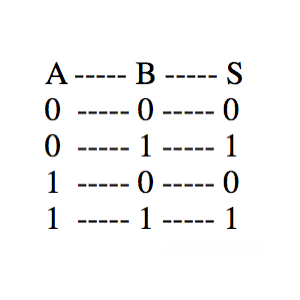 A ----- B ----- S
0 ----- 0 ----- 0
0 ----- 1 ----- 1
1 ----- 0 ----- 0
1 ----- 1 ----- 1